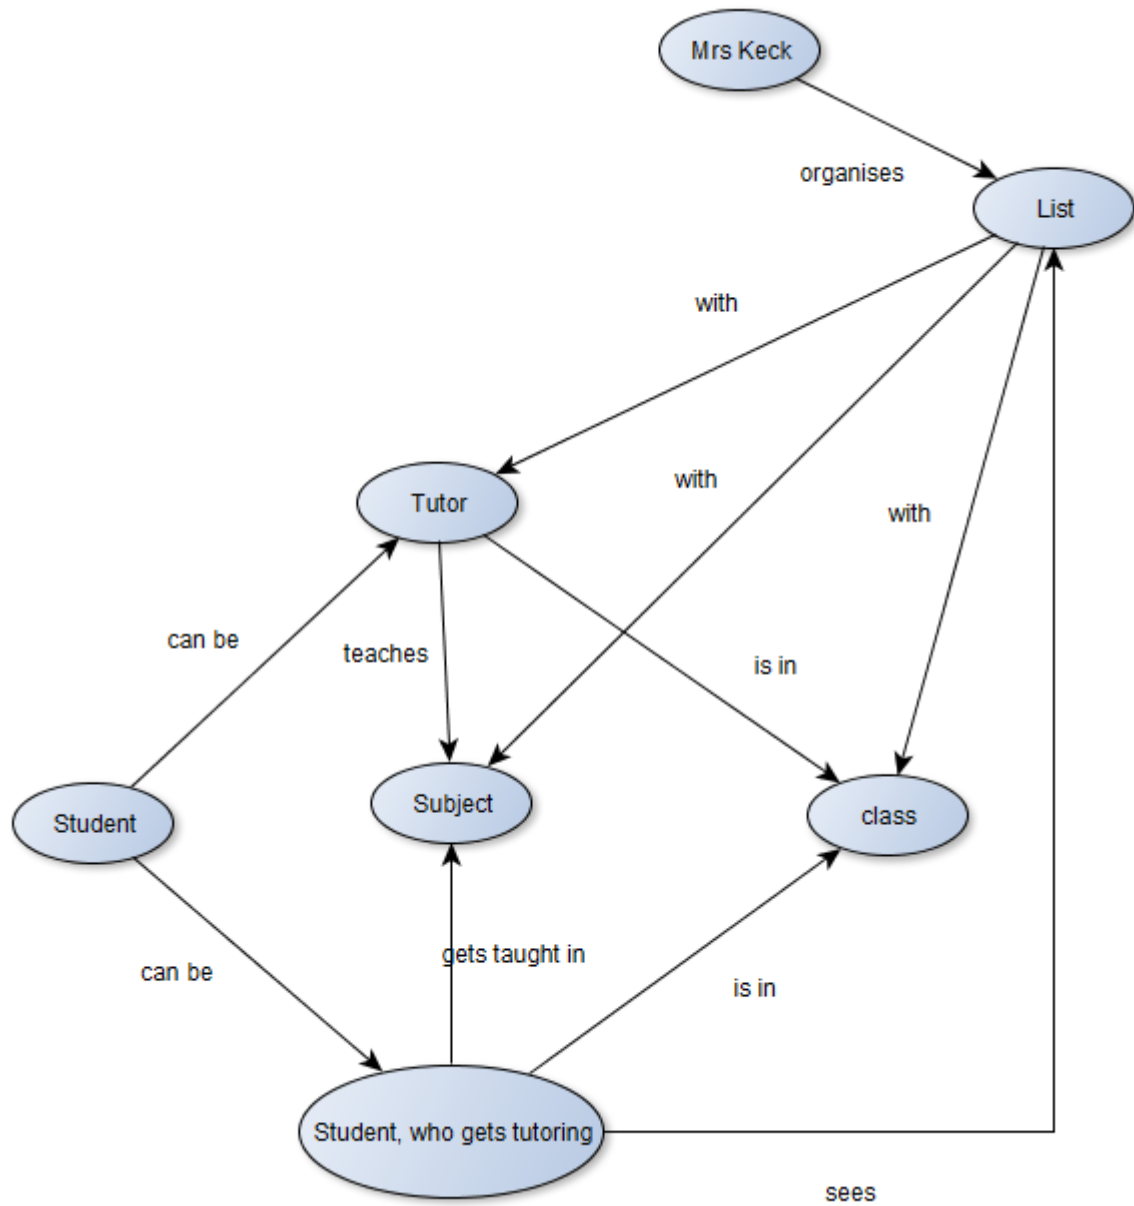 Mrs Keck
organises
List
with
with
with
Tutor
can be
teaches
is in
Student
Subject
class
can be
gets taught in
is in
Student, who gets tutoring
sees